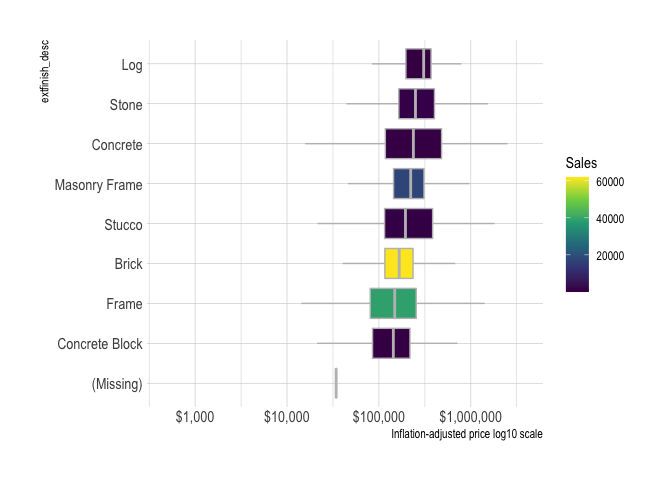 extfinish_desc
Log
Stone
Concrete
Masonry Frame
Stucco
Brick
Frame
Concrete Block
(Missing)
$1,000
$10,000
$100,000
$1,000,000
Inflation-adjusted price log10 scale
Sales
60000
40000
20000